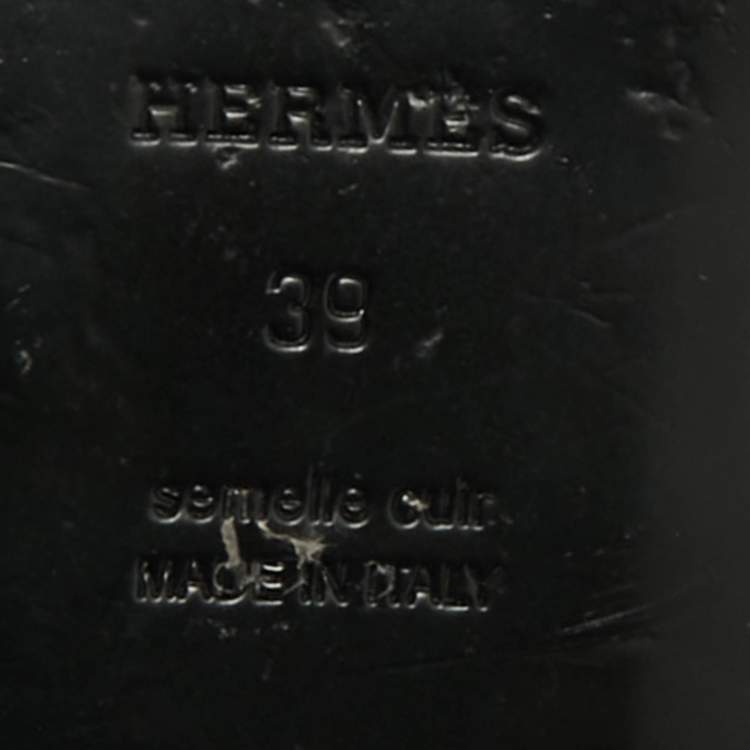 HERMES
39
semelle cuir
MADE IN ITALY